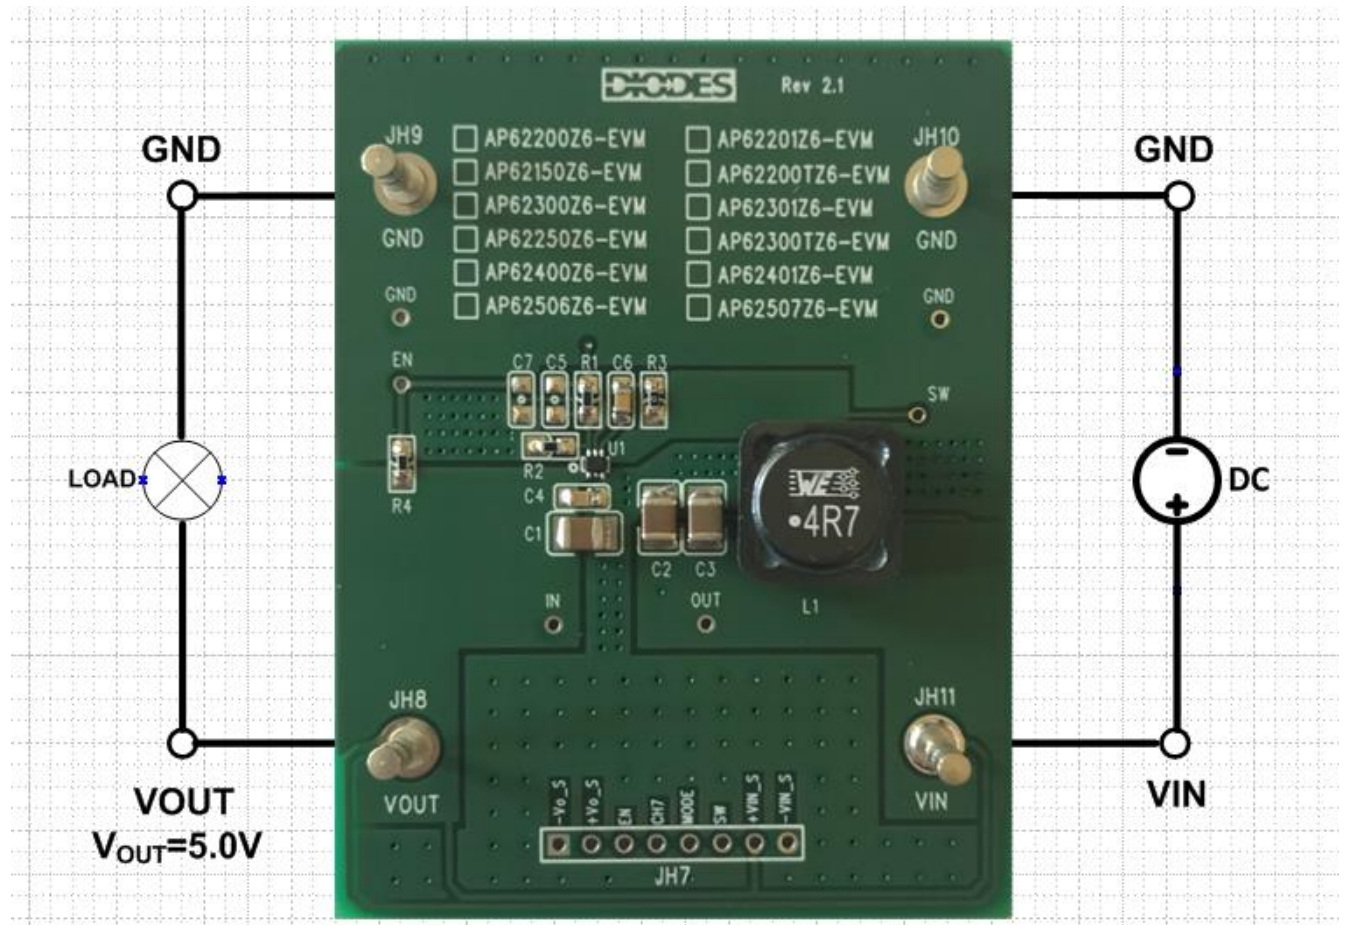 DIODES Rev 2.1
GND
JH9
AP62200Z6-EVM
AP62201Z6-EVM
JH10
GND
AP62150Z6-EVM
AP62200TZ6-EVM
AP62300Z6-EVM
AP62301Z6-EVM
GND
AP62250Z6-EVM
AP62300TZ6-EVM
GND
AP62400Z6-EVM
AP62401Z6-EVM
GND
AP62506Z6-EVM
AP62507Z6-EVM
GND
EN
C7 C5 R1 C6 R3
SW
U1
R2
R4
C4
C1
C2 C3
WE
4R7
L1
LOAD
- DC
+
IN
OUT
JH8
JH11
VOUT
VIN
VOUT
VOUT=5.0V
VIN
-Vo_S
+Vo_S
EN
CH7
MODE
SW
+VIN_S
-VIN_S
JH7